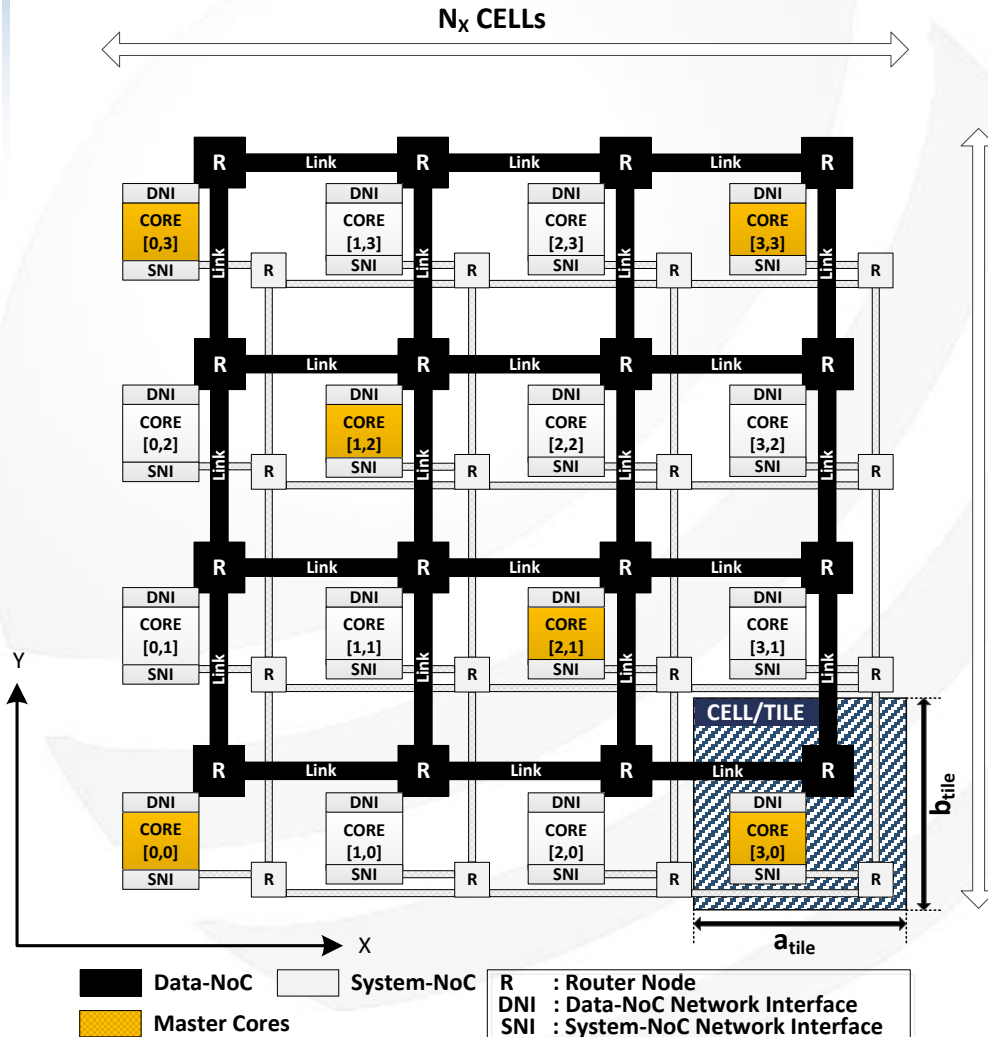 Nₓ CELLs
R Link R Link R Link R
DNI DNI DNI DNI
CORE CORE CORE CORE
[0,3] [1,3] [2,3] [3,3]
SNI SNI SNI SNI
Link Link Link Link
R R R R
R Link R Link R Link R
DNI DNI DNI DNI
CORE CORE CORE CORE
[0,2] [1,2] [2,2] [3,2]
SNI SNI SNI SNI
Link Link Link Link
R R R R
R Link R Link R Link R
DNI DNI DNI DNI
CORE CORE CORE CORE
[0,1] [1,1] [2,1] [3,1]
SNI SNI SNI SNI
Link Link Link Link
R R R R
Y
CELL/TILE
R Link R Link R Link R
DNI DNI DNI DNI
CORE CORE CORE CORE
[0,0] [1,0] [2,0] [3,0]
SNI SNI SNI SNI
R R R R
b_tile
X
a_tile
Data-NoC System-NoC
Master Cores
R : Router Node
DNI : Data-NoC Network Interface
SNI : System-NoC Network Interface